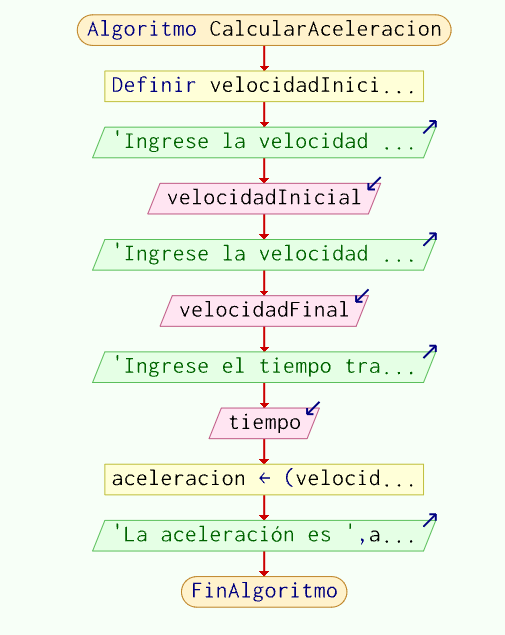 Algoritmo CalcularAceleracion
Definir velocidadInici...
'Ingrese la velocidad ...
velocidadInicial
'Ingrese la velocidad ...
velocidadFinal
'Ingrese el tiempo tra...
tiempo
aceleracion ← (velocid...
'La aceleración es ',a...
FinAlgoritmo